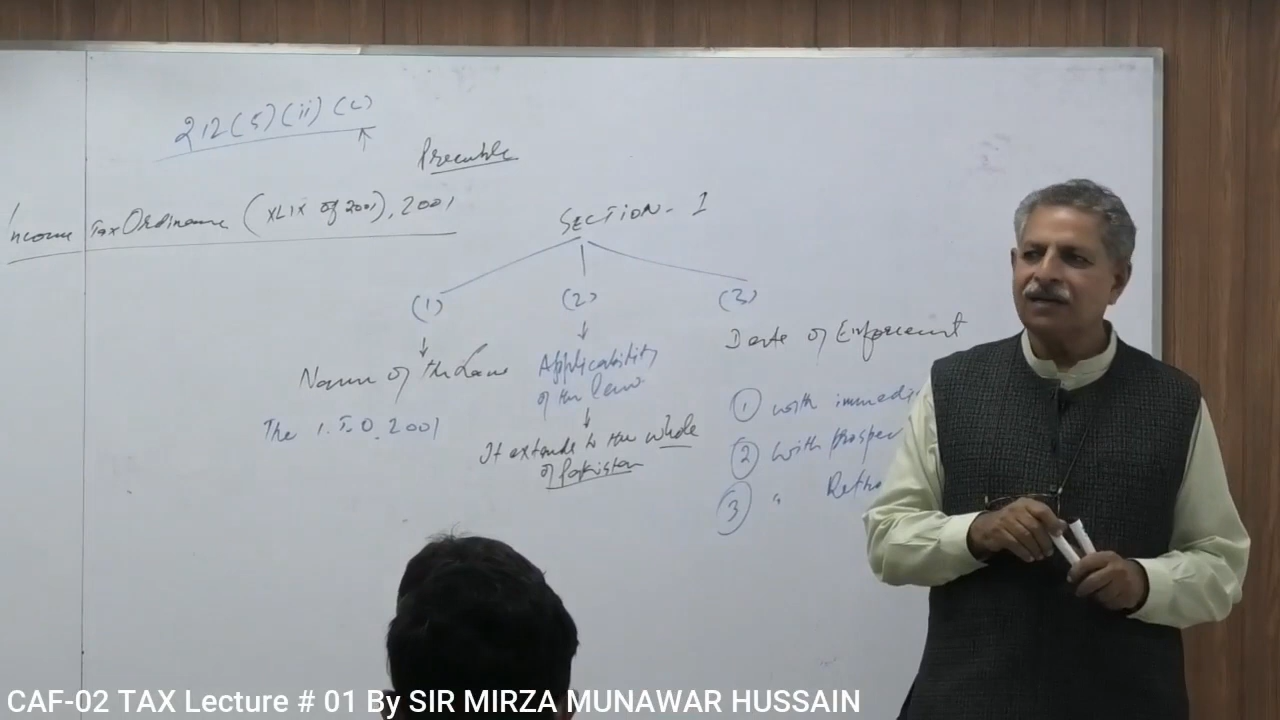 212(5)(ii)(c)
Preamble
Income Tax Ordinance (XLIX of 2001), 2001
SECTION - 1
(1) (2) (3)
Name of the Law
The I.T.O. 2001
Applicability
of the law
It extends to the whole
of Pakistan
Date of Enforcement
1 with immedi
2 with prospec
3 " Retro
CAF-02 TAX Lecture # 01 By SIR MIRZA MUNAWAR HUSSAIN